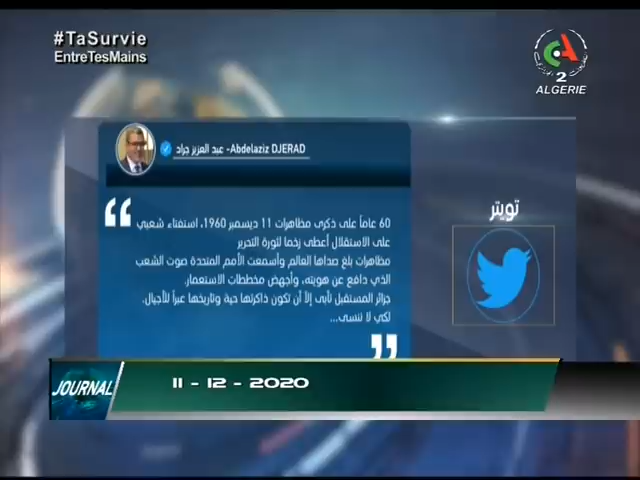 #TaSurvie
EntreTesMains
2
ALGERIE
عبد العزيز جراد -Abdelaziz DJERAD
تويتر
60 عاماً على ذكرى مظاهرات 11 ديسمبر 1960، استفتاء شعبي
على الاستقلال أعطى زخما لثورة التحرير
مظاهرات بلغ صداها العالم وأسمعت الأمم المتحدة صوت الشعب
الذي دافع عن هويته، وأجهض مخططات الاستعمار.
جزائر المستقبل تأبى إلاّ أن تكون ذاكرتها حية وتاريخها عبراً للأجيال.
لكي لا ننسى...
JOURNAL
11 - 12 - 2020